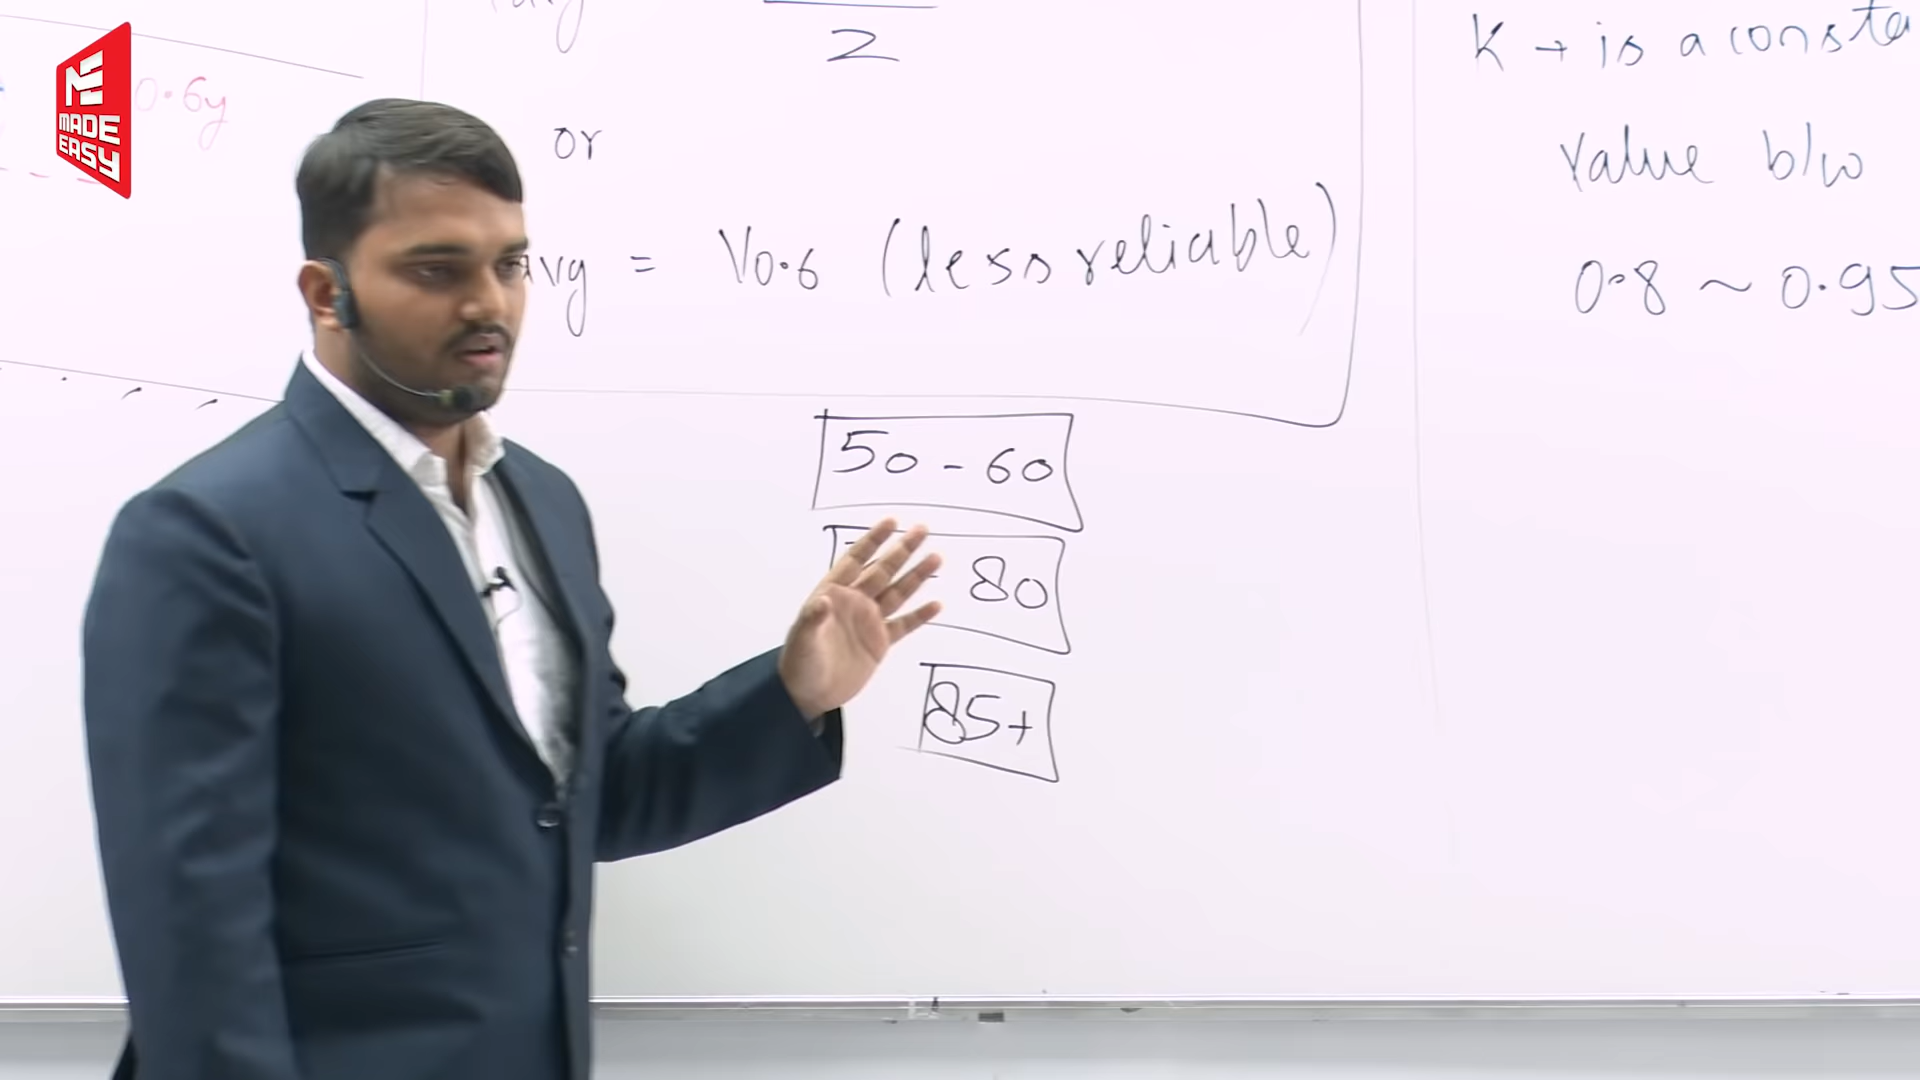 ME
MADE
EASY
0.6y
2
or
avg = V0.6 (less reliable)
50 - 60
- 80
85+
K → is a consta
Value b/w
0.8 ~ 0.95